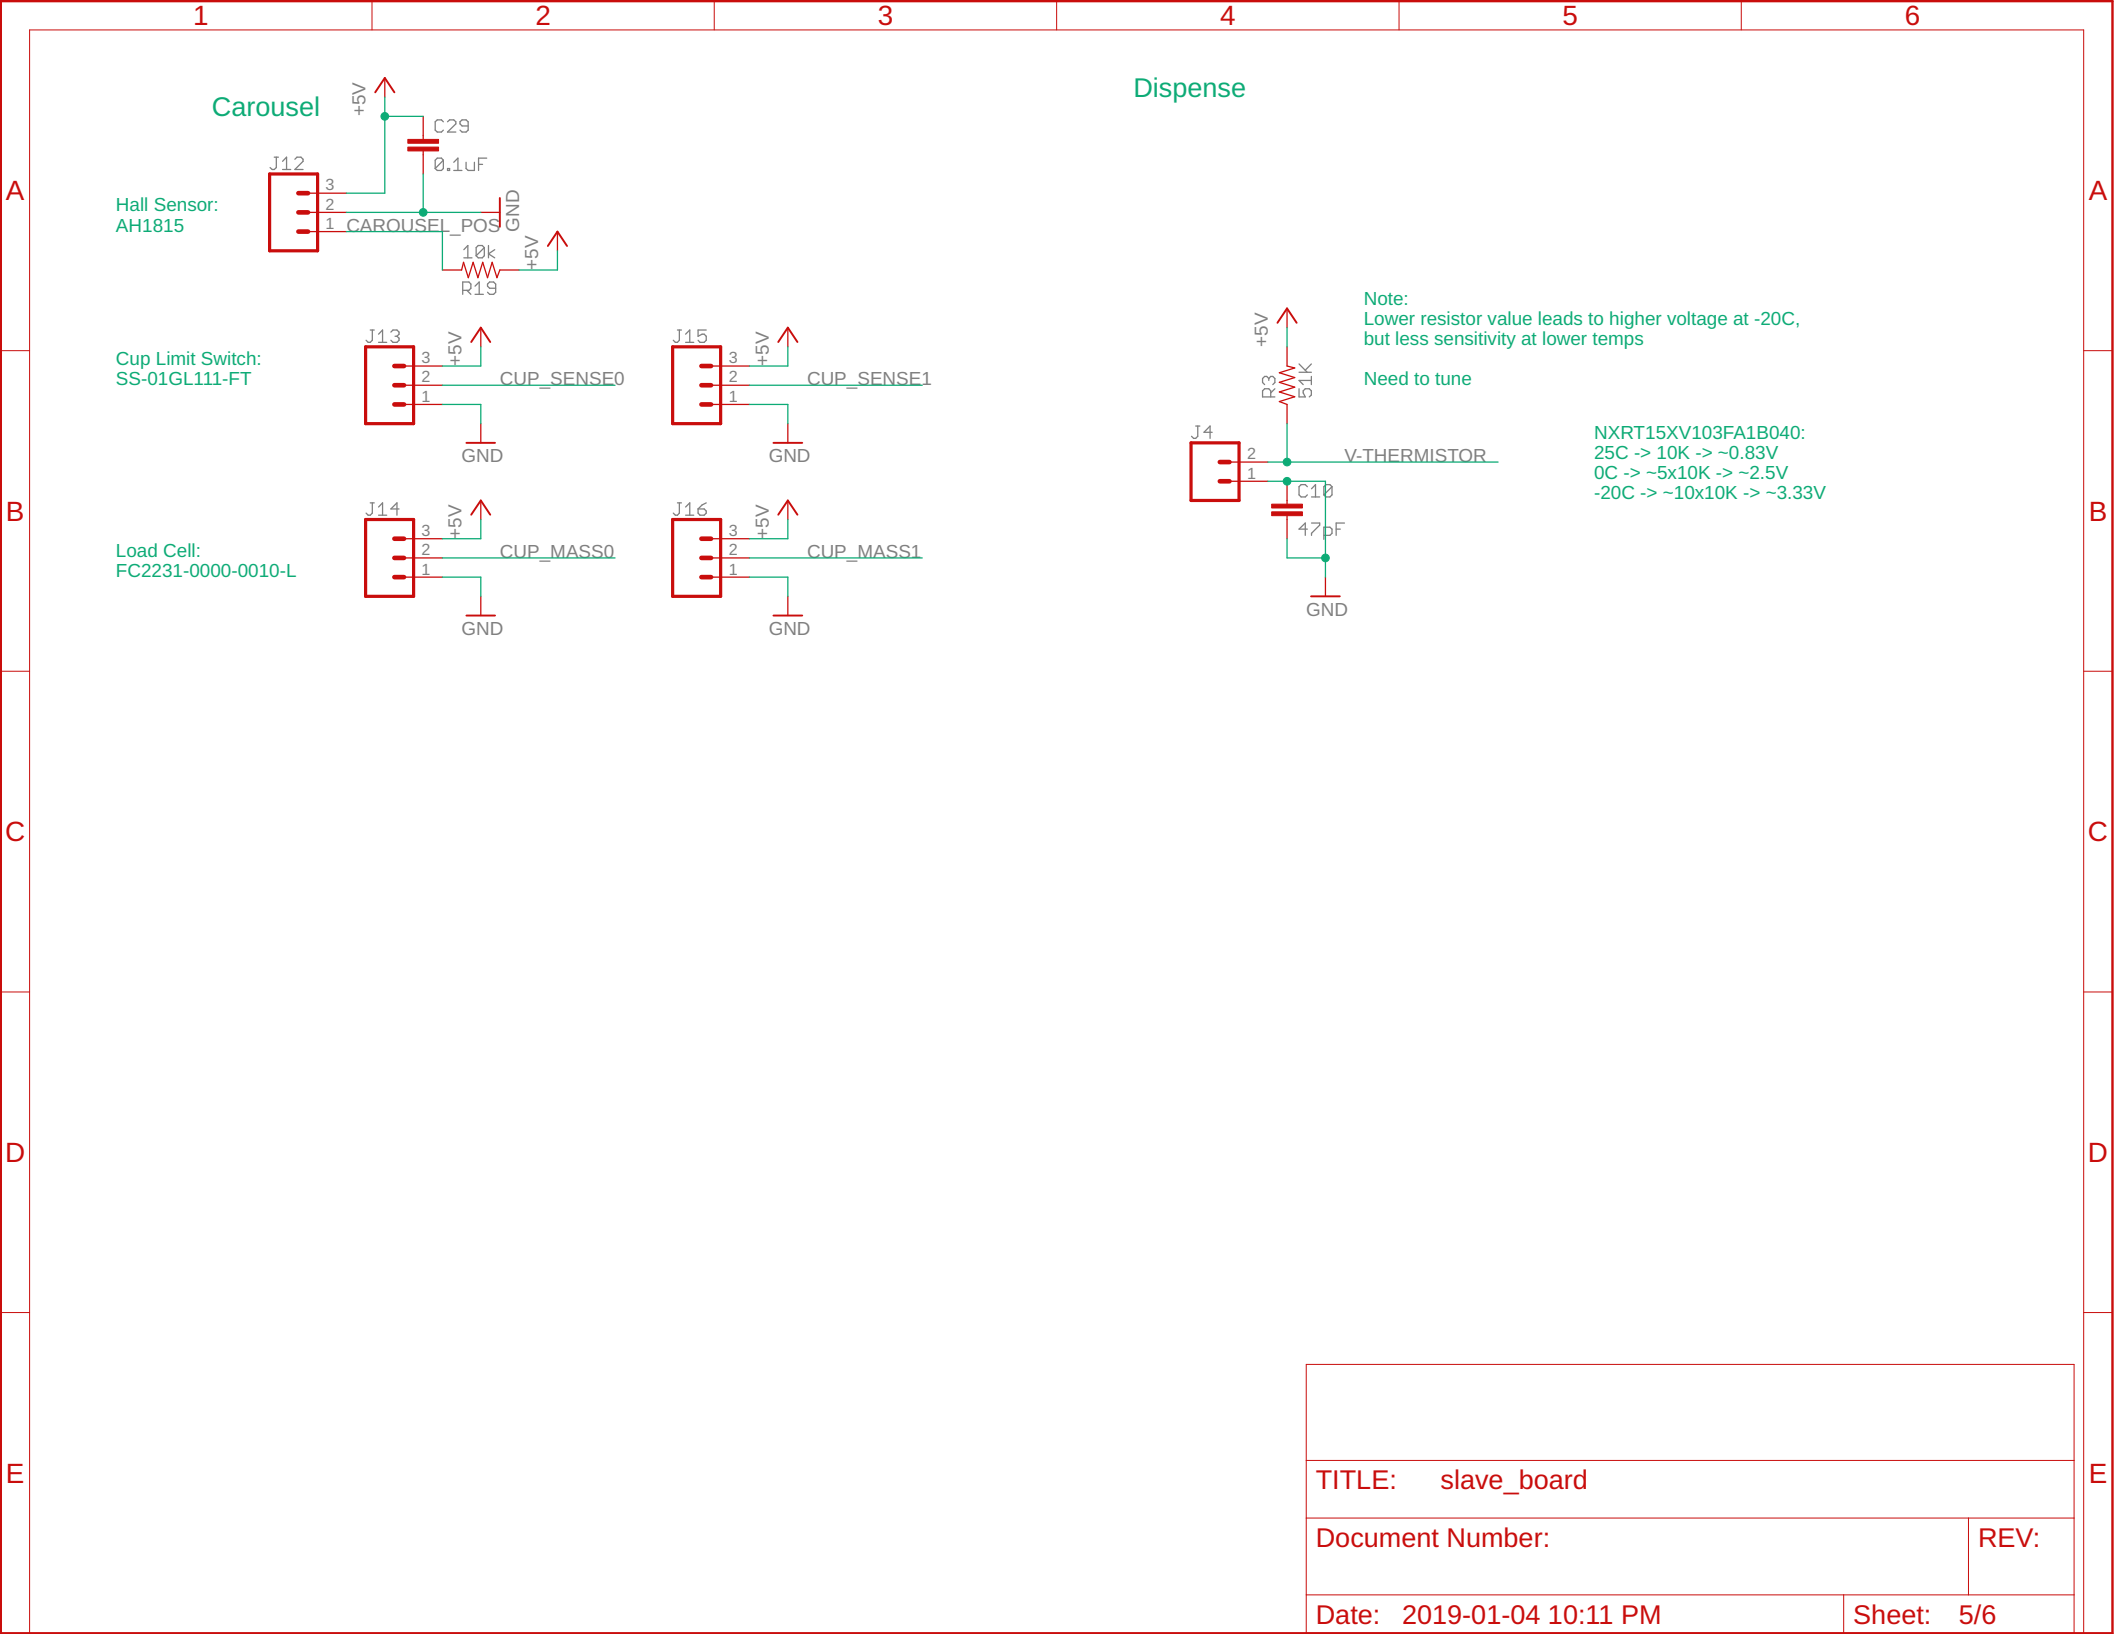 1 2 3 4 5 6
Carousel
+5V
C29
0.1uF
J12
3
2
1
GND
CAROUSEL_POS
Hall Sensor:
AH1815
10k
R19
+5V
Dispense
A A
Cup Limit Switch:
SS-01GL111-FT
J13
+5V
3
2
1
CUP_SENSE0
GND
J15
+5V
3
2
1
CUP_SENSE1
GND
Note:
Lower resistor value leads to higher voltage at -20C,
but less sensitivity at lower temps
Need to tune
+5V
R3
51K
J4
2
1
V-THERMISTOR
C10
47pF
GND
NXRT15XV103FA1B040:
25C -> 10K -> ~0.83V
0C -> ~5x10K -> ~2.5V
-20C -> ~10x10K -> ~3.33V
B B
Load Cell:
FC2231-0000-0010-L
J14
+5V
3
2
1
CUP_MASS0
GND
J16
+5V
3
2
1
CUP_MASS1
GND
C C
D D
E E
TITLE: slave_board
Document Number:
REV:
Date: 2019-01-04 10:11 PM
Sheet: 5/6